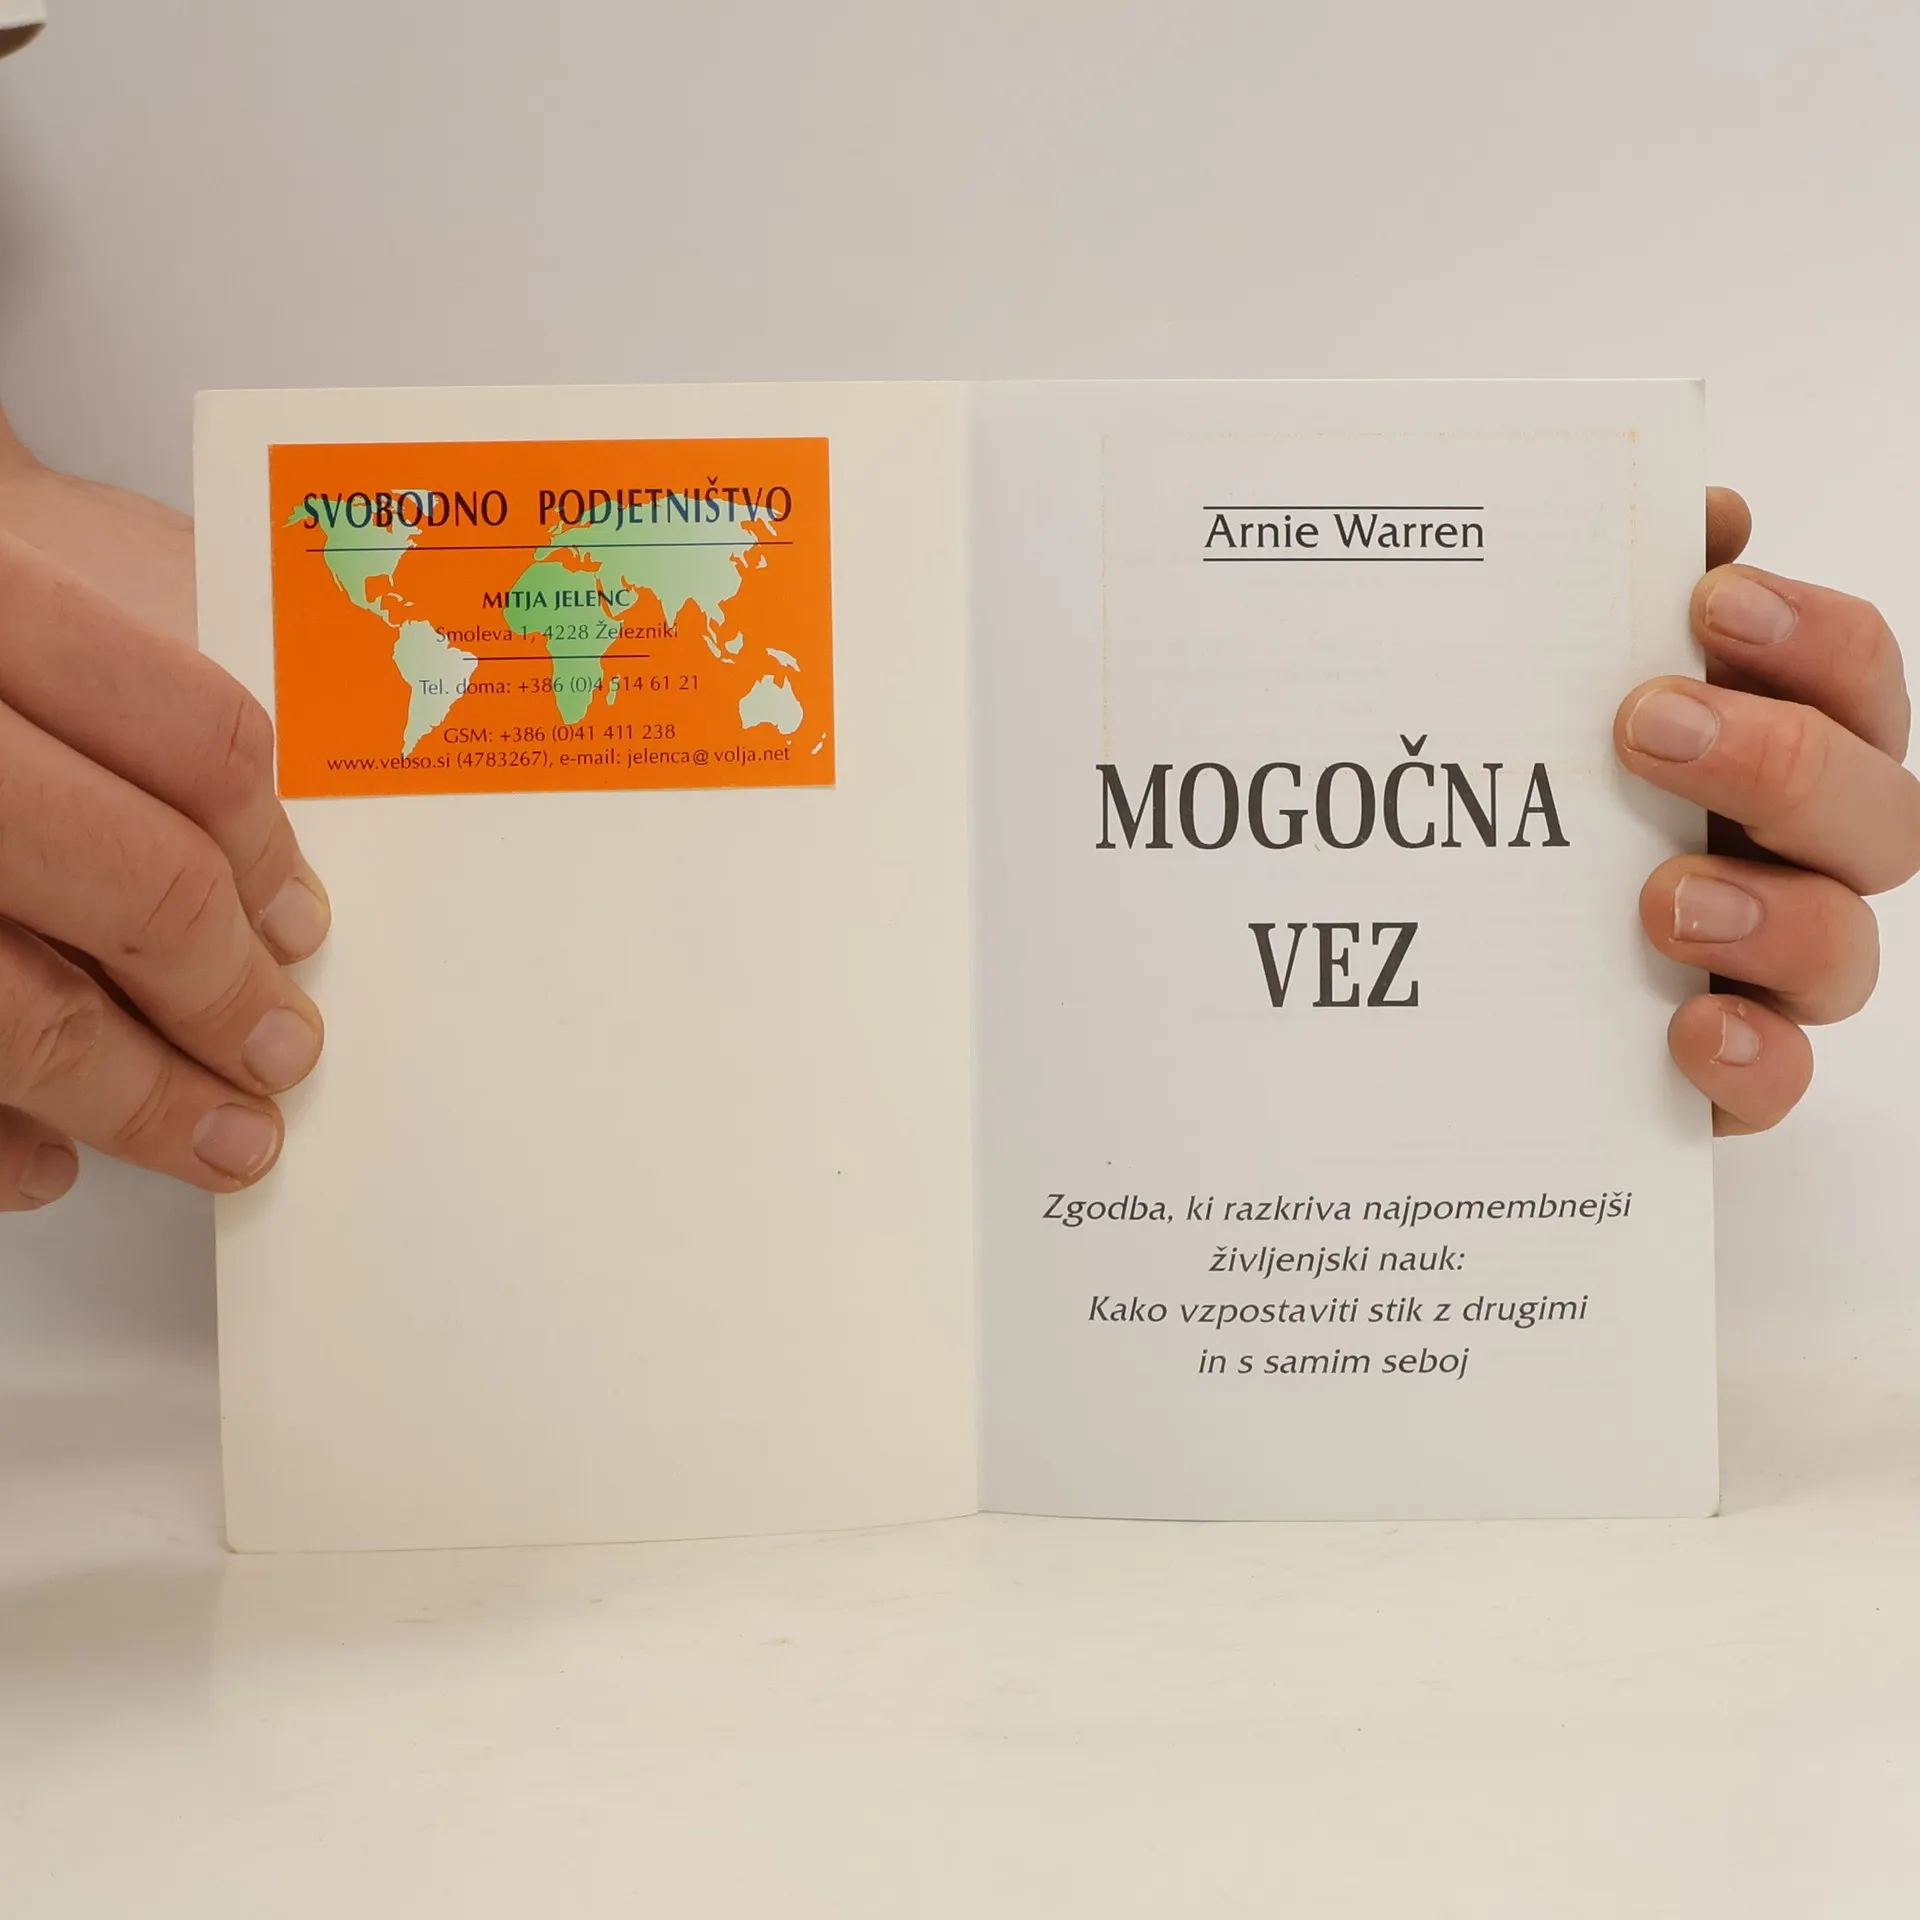 SVOBODNO PODJETNIŠTVO
MITJA JELENC
Smoleva 1, 4228 Železniki
Tel. doma: +386 (0)4 514 61 21
GSM: +386 (0)41 411 238
www.vebso.si (4783267), e-mail: jelenca@volja.net
Arnie Warren
MOGOČNA
VEZ
Zgodba, ki razkriva najpomembnejši
življenjski nauk:
Kako vzpostaviti stik z drugimi
in s samim seboj